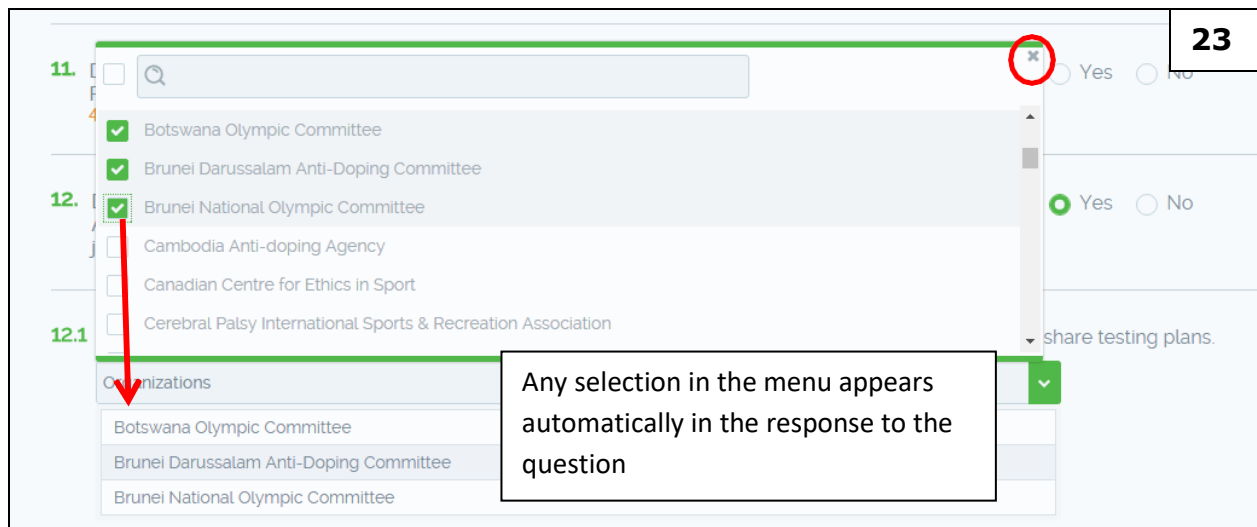 23
11.
Yes No
4
Botswana Olympic Committee
Brunei Darussalam Anti-Doping Committee
12.
Brunei National Olympic Committee
Yes No
Cambodia Anti-doping Agency
Canadian Centre for Ethics in Sport
12.1
Cerebral Palsy International Sports & Recreation Association
share testing plans.
Organizations
Any selection in the menu appears
automatically in the response to the
question
Botswana Olympic Committee
Brunei Darussalam Anti-Doping Committee
Brunei National Olympic Committee